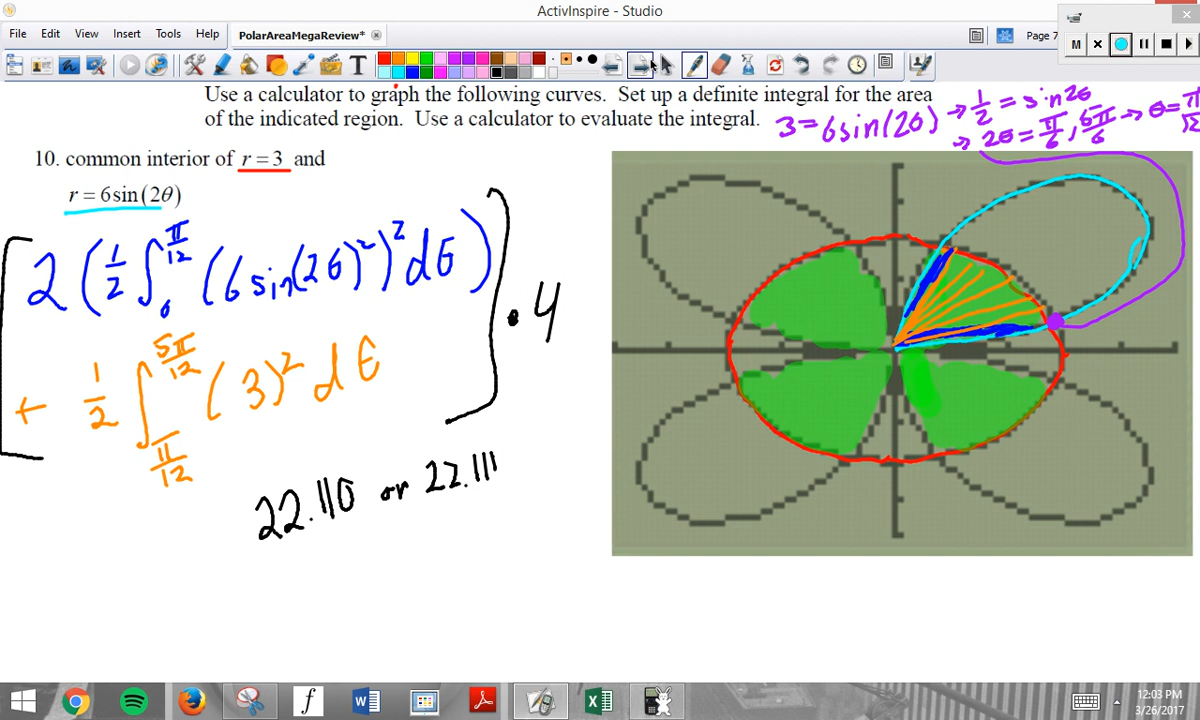 ActivInspire - Studio
File Edit View Insert Tools Help PolarAreaMegaReview*
Page 7
M
T
Use a calculator to graph the following curves. Set up a definite integral for the area
of the indicated region. Use a calculator to evaluate the integral.
3 = 6sin(2θ) → 1/2 = sin2θ
→ 2θ = π/6, 5π/6 → θ = π/12
10. common interior of r = 3 and
r = 6sin(2θ)
[2(1/2 ∫₀^(π/12) (6sin(2θ)²)² dθ)
+ 1/2 ∫_(π/12)^(5π/12) (3)² dθ] · 4
22.110 or 22.111
12:03 PM
3/26/2017